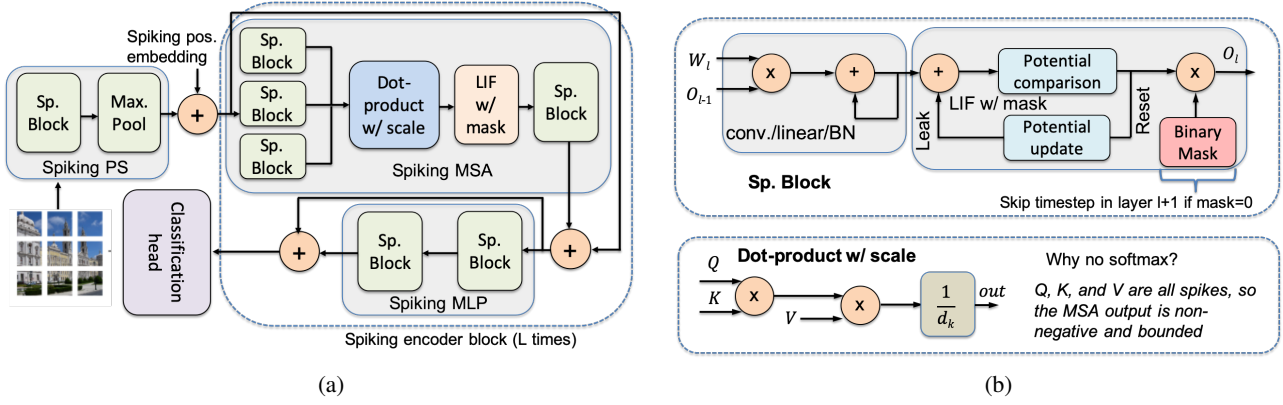 Spiking pos.
embedding
Sp.
Block
Max.
Pool
Spiking PS
+
Sp.
Block
Sp.
Block
Sp.
Block
Dot-
product
w/ scale
LIF
w/
mask
Sp.
Block
Spiking MSA
Classification
head
+
Sp.
Block
Sp.
Block
+
Spiking MLP
Spiking encoder block (L times)
(a)
W_l
O_{l-1}
x
+
conv./linear/BN
+
Leak
LIF w/ mask
Potential
comparison
Potential
update
Reset
x
O_l
Binary
Mask
Sp. Block
Skip timestep in layer l+1 if mask=0
Dot-product w/ scale
Q
K
x
V
x
1
d_k
out
Why no softmax?
Q, K, and V are all spikes, so
the MSA output is non-
negative and bounded
(b)